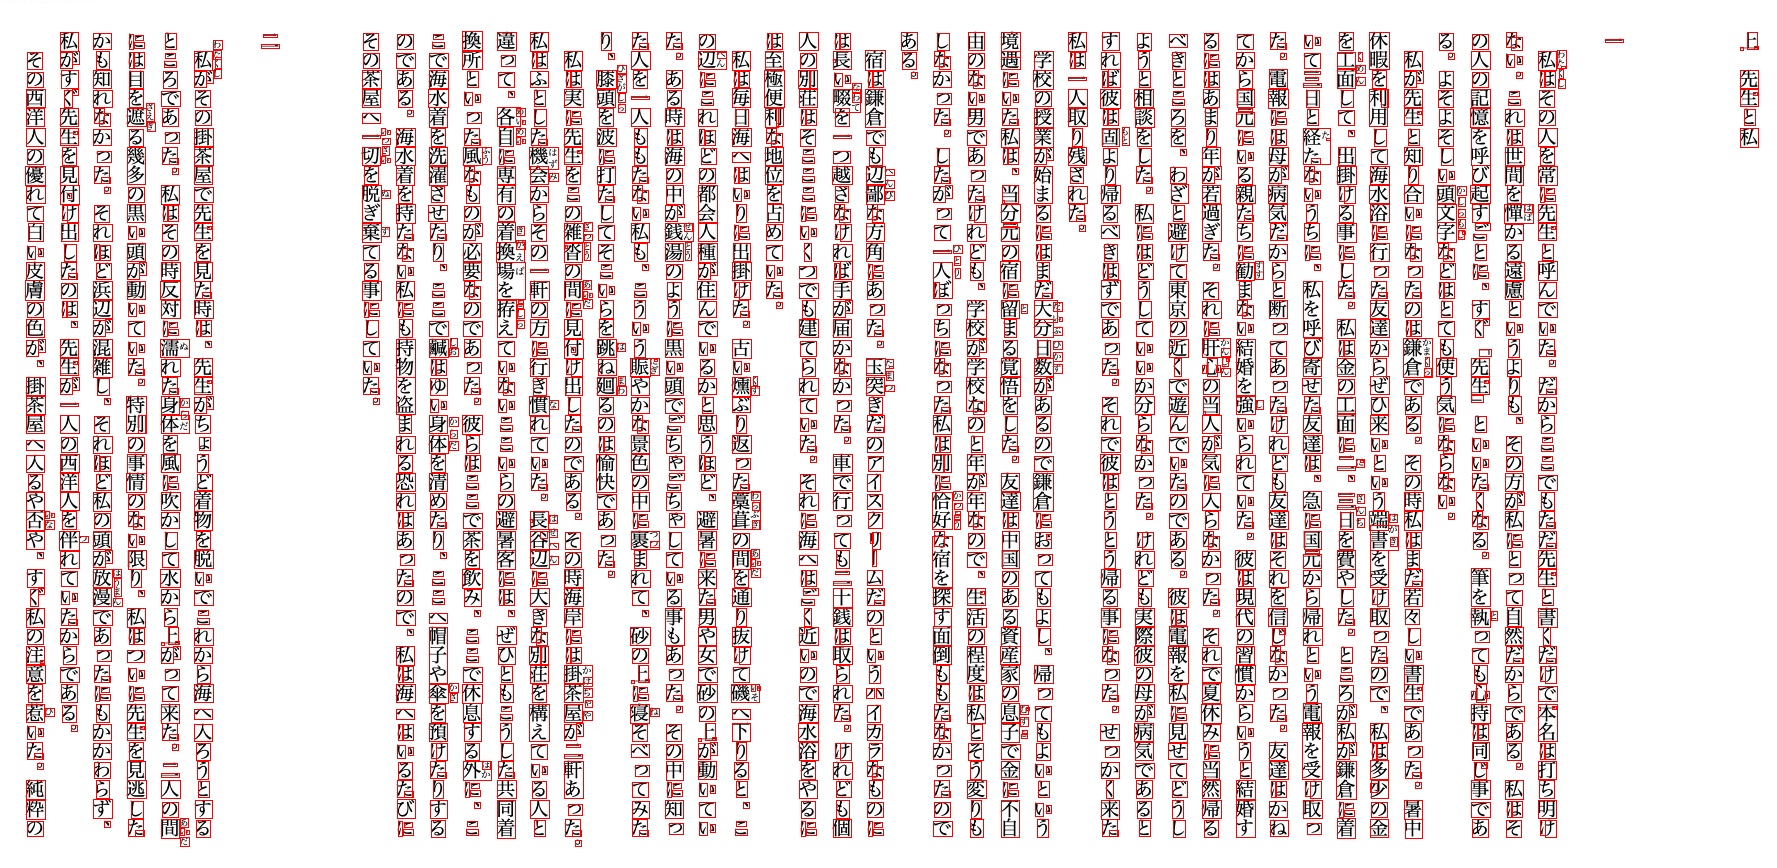 上　先生と私
一
　私はその人を常に先生と呼んでいた。だからここでもただ先生と書くだけで本名は打ち明け
ない。これは世間を憚かる遠慮というよりも、その方が私にとって自然だからである。私はそ
の人の記憶を呼び起すごとに、すぐ「先生」といいたくなる。筆を執っても心持は同じ事であ
る。よそよそしい頭文字などはとても使う気にならない。
　私が先生と知り合いになったのは鎌倉である。その時私はまだ若々しい書生であった。暑中
休暇を利用して海水浴に行った友達からぜひ来いという端書を受け取ったので、私は多少の金
を工面して、出掛ける事にした。私は金の工面に二、三日を費やした。ところが私が鎌倉に着
いて三日と経たないうちに、私を呼び寄せた友達は、急に国元から帰れという電報を受け取っ
た。電報には母が病気だからと断ってあったけれども友達はそれを信じなかった。友達はかね
てから国元にいる親たちに勧まない結婚を強いられていた。彼は現代の習慣からいうと結婚す
るにはあまり年が若過ぎた。それに肝心の当人が気に入らなかった。それで夏休みに当然帰る
べきところを、わざと避けて東京の近くで遊んでいたのである。彼は電報を私に見せてどうし
ようと相談をした。私にはどうしていいか分らなかった。けれども実際彼の母が病気であると
すれば彼は固より帰るべきはずであった。それで彼はとうとう帰る事になった。せっかく来た
私は一人取り残された。
　学校の授業が始まるにはまだ大分日数があるので鎌倉におってもよし、帰ってもよいという
境遇にいた私は、当分元の宿に留まる覚悟をした。友達は中国のある資産家の息子で金に不自
由のない男であったけれども、学校が学校なのと年が年なので、生活の程度は私とそう変りも
しなかった。したがって一人ぼっちになった私は別に恰好な宿を探す面倒ももたなかったので
ある。
　宿は鎌倉でも辺鄙な方角にあった。玉突きだのアイスクリームだのというハイカラなものに
は長い畷を一つ越さなければ手が届かなかった。車で行っても二十銭は取られた。けれども個
人の別荘はそこここにいくつでも建てられていた。それに海へはごく近いので海水浴をやるに
は至極便利な地位を占めていた。
　私は毎日海へはいりに出掛けた。古い燻ぶり返った藁葺の間を通り抜けて磯へ下りると、こ
の辺にこれほどの都会人種が住んでいるかと思うほど、避暑に来た男や女で砂の上が動いてい
た。ある時は海の中が銭湯のように黒い頭でごちゃごちゃしている事もあった。その中に知っ
た人を一人ももたない私も、こういう賑やかな景色の中に裹まれて、砂の上に寝そべってみた
り、膝頭を波に打たしてそこいらを跳ね廻るのは愉快であった。
　私は実に先生をこの雑沓の間に見付け出したのである。その時海岸には掛茶屋が二軒あった。
私はふとした機会からその一軒の方に行き慣れていた。長谷辺に大きな別荘を構えている人と
違って、各自に専有の着換場を拵えていないここいらの避暑客には、ぜひともこうした共同着
換所といった風なものが必要なのであった。彼らはここで茶を飲み、ここで休息する外に、
ここで海水着を洗濯させたり、ここで鹹はゆい身体を清めたり、ここへ帽子や傘を預けたりする
のである。海水着を持たない私にも持物を盗まれる恐れはあったので、私は海へはいるたびに
その茶屋へ一切を脱ぎ棄てる事にしていた。
二
　私がその掛茶屋で先生を見た時は、先生がちょうど着物を脱いでこれから海へ入ろうとする
ところであった。私はその時反対に濡れた身体を風に吹かして水から上がって来た。二人の間
には目を遮る幾多の黒い頭が動いていた。特別の事情のない限り、私はついに先生を見逃した
かも知れなかった。それほど浜辺が混雑し、それほど私の頭が放漫であったにもかかわらず、
私がすぐ先生を見付け出したのは、先生が一人の西洋人を伴れていたからである。
　その西洋人の優れて白い皮膚の色が、掛茶屋へ入るや否や、すぐ私の注意を惹いた。純粋の